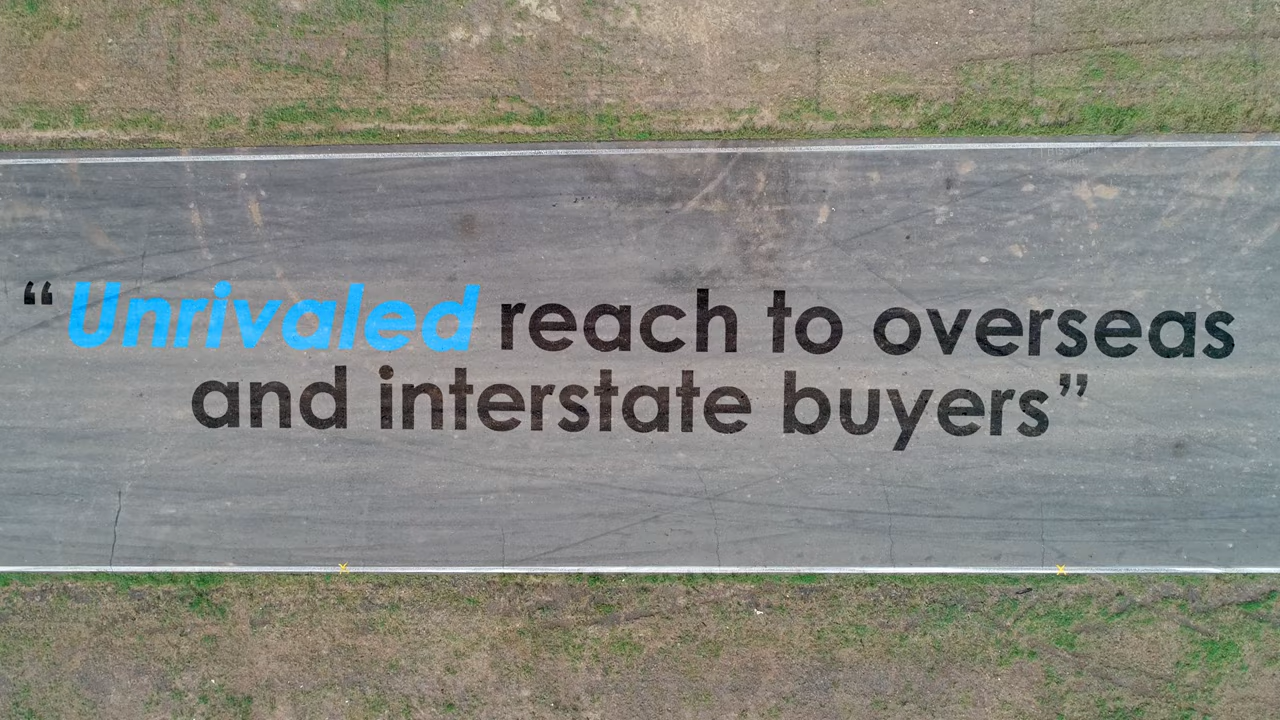 “Unrivaled reach to overseas
and interstate buyers”